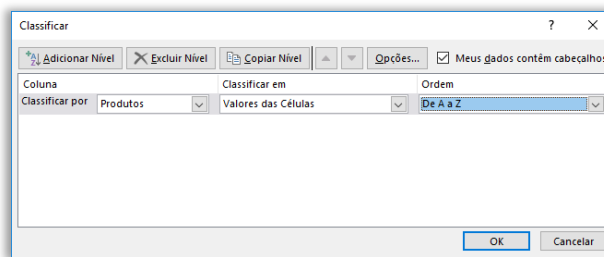 Classificar ? X
Adicionar Nível Excluir Nível Copiar Nível Opções... Meus dados contêm cabeçalhos
Coluna Classificar em Ordem
Classificar por Produtos Valores das Células De A a Z
OK Cancelar